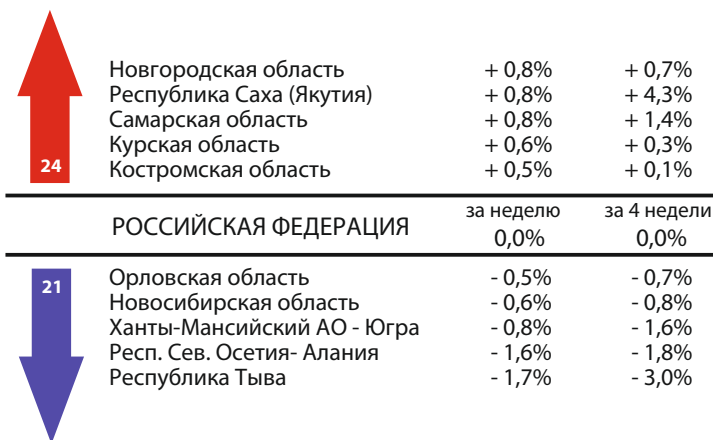 Новгородская область + 0,8% + 0,7%
Республика Саха (Якутия) + 0,8% + 4,3%
Самарская область + 0,8% + 1,4%
Курская область + 0,6% + 0,3%
24 Костромская область + 0,5% + 0,1%
за неделю за 4 недели
РОССИЙСКАЯ ФЕДЕРАЦИЯ 0,0% 0,0%
Орловская область - 0,5% - 0,7%
21 Новосибирская область - 0,6% - 0,8%
Ханты-Мансийский АО - Югра - 0,8% - 1,6%
Респ. Сев. Осетия- Алания - 1,6% - 1,8%
Республика Тыва - 1,7% - 3,0%